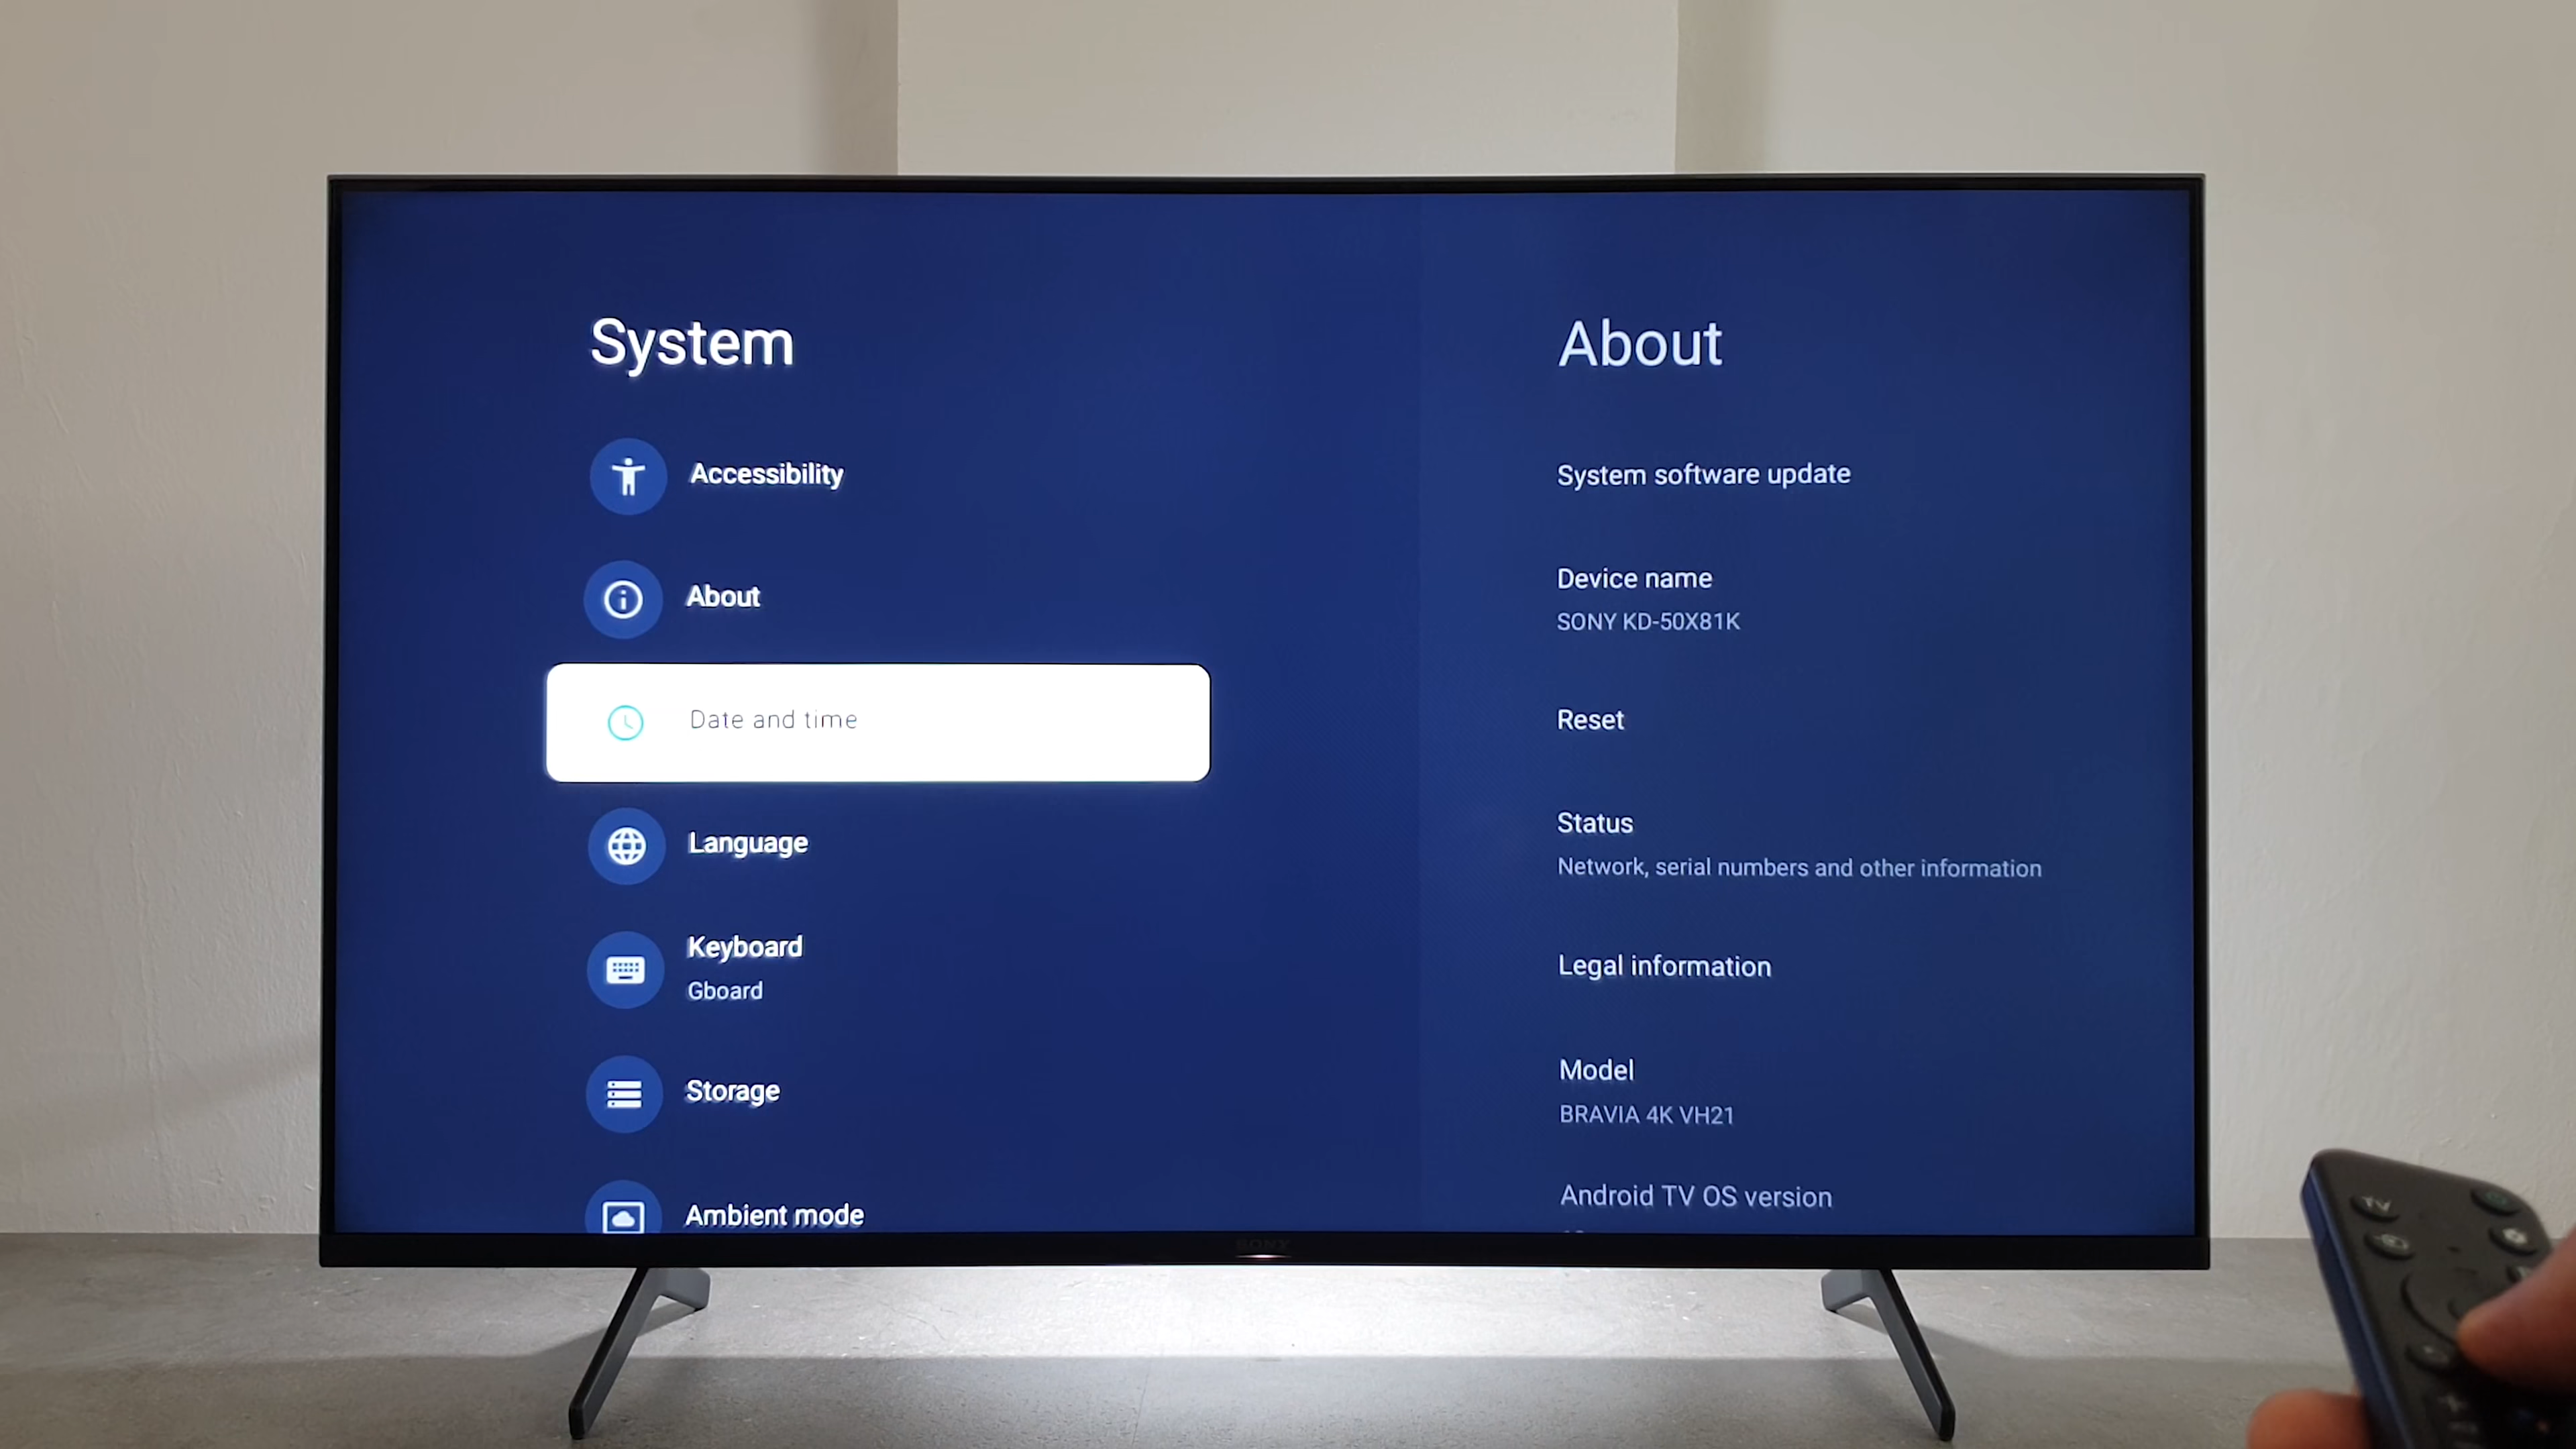 System
Accessibility
About
Date and time
Language
Keyboard
Gboard
Storage
Ambient mode
About
System software update
Device name
SONY KD-50X81K
Reset
Status
Network, serial numbers and other information
Legal information
Model
BRAVIA 4K VH21
Android TV OS version
SONY
TV